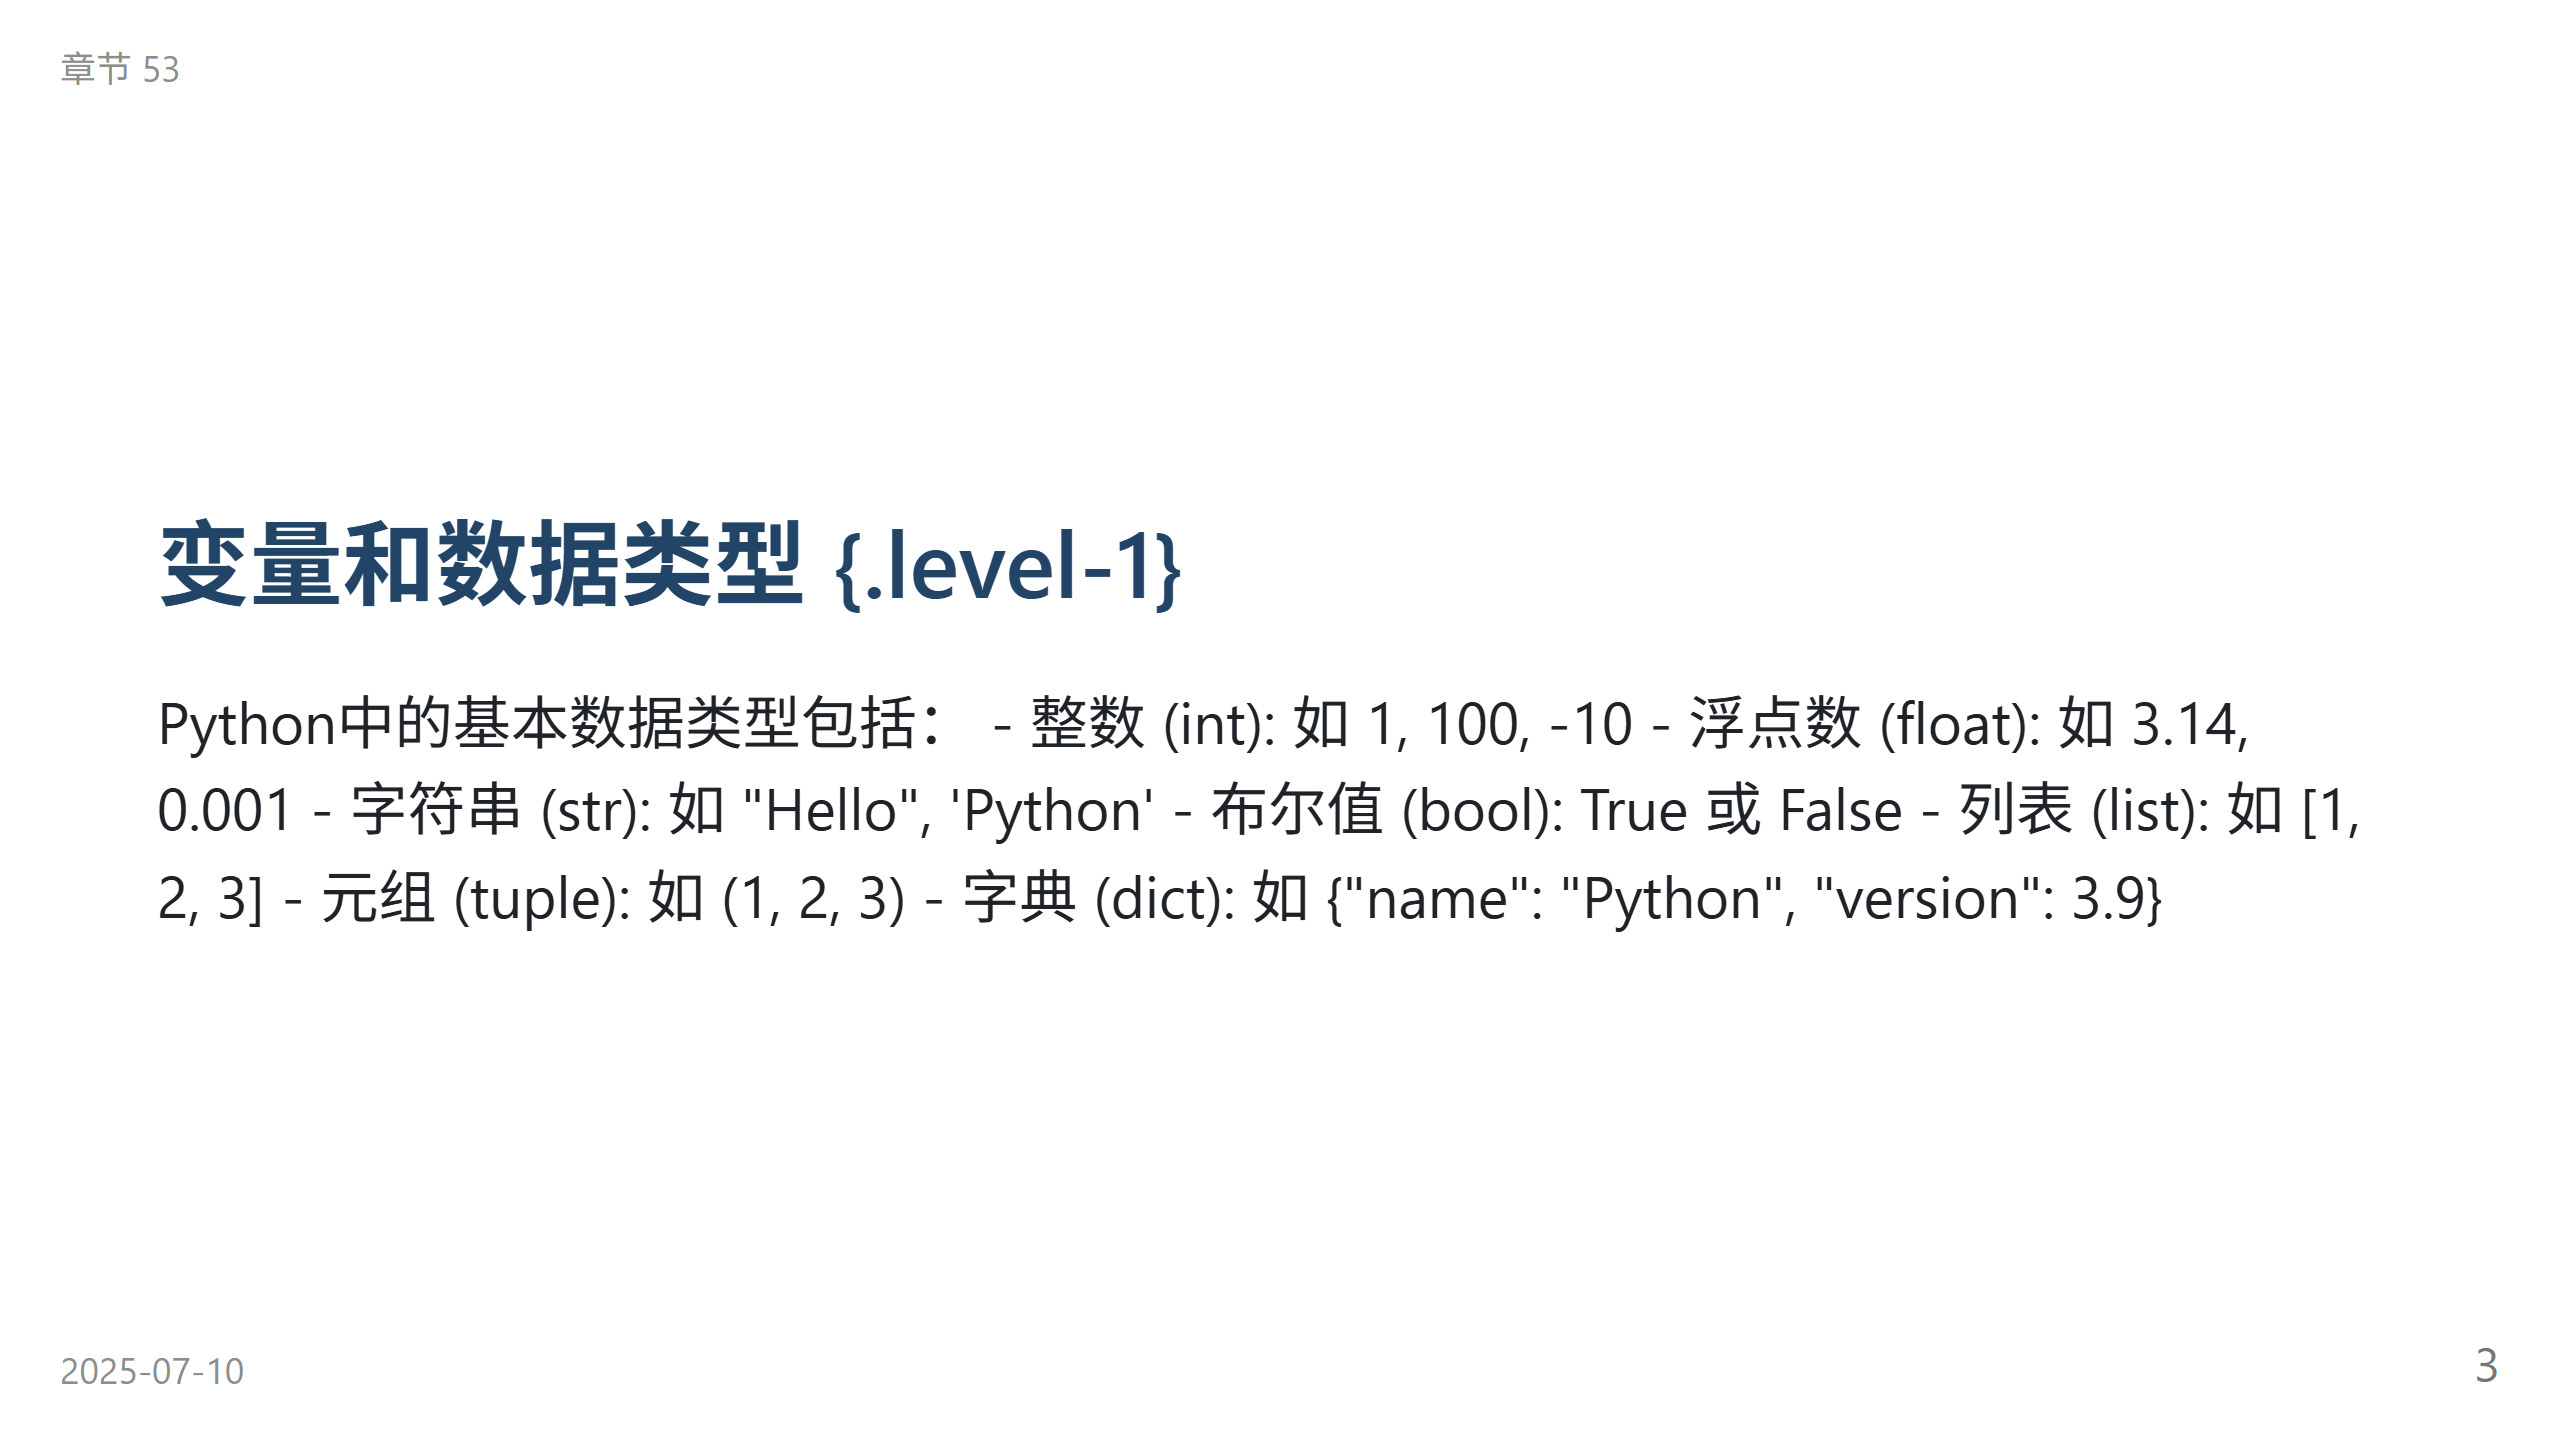 章节 53
变量和数据类型 {.level-1}
Python中的基本数据类型包括： - 整数 (int): 如 1, 100, -10 - 浮点数 (float): 如 3.14,
0.001 - 字符串 (str): 如 "Hello", 'Python' - 布尔值 (bool): True 或 False - 列表 (list): 如 [1,
2, 3] - 元组 (tuple): 如 (1, 2, 3) - 字典 (dict): 如 {"name": "Python", "version": 3.9}
2025-07-10
3